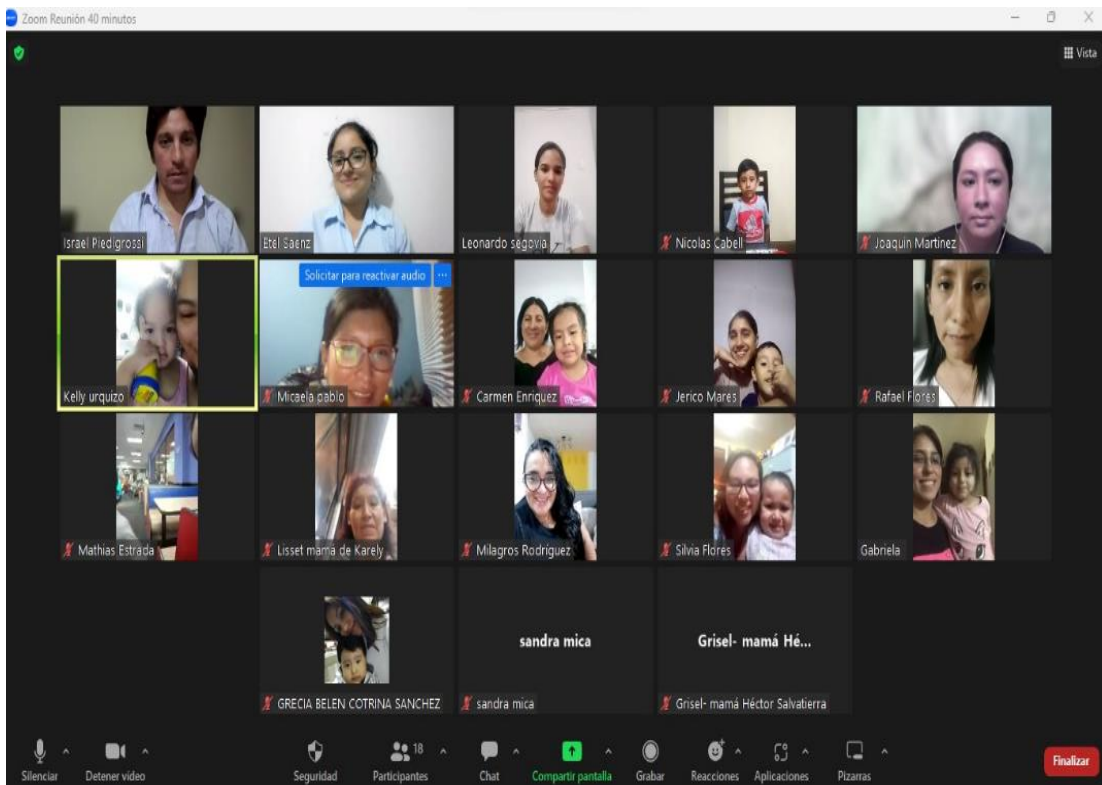 Zoom Reunión 40 minutos
Vista
Israel Piedigrossi
Etel Saenz
Leonardo segovia
Nicolas Cabell
Joaquin Martinez
Kelly urquizo
Solicitar para reactivar audio ...
Micaela pablo
Carmen Enriquez
Jerico Mares
Rafael Flores
Mathias Estrada
Lisset mama de Karely
Milagros Rodriguez
Silvia Flores
Gabriela
GRECIA BELEN COTRINA SANCHEZ
sandra mica
sandra mica
Grisel- mamá Hé...
Grisel- mamá Héctor Salvatierra
Silenciar
Detener video
Seguridad
18
Participantes
Chat
Compartir pantalla
Grabar
Reacciones
Aplicaciones
Pizarras
Finalizar